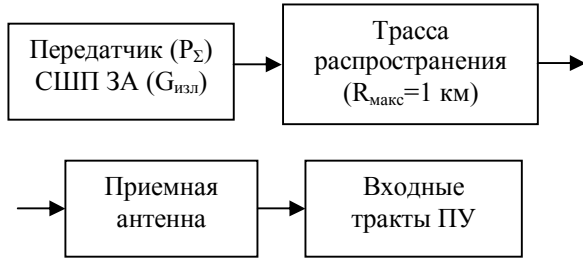 Передатчик (P_Σ)
СШП ЗА (G_изл)
Трасса
распространения
(R_макс=1 км)
Приемная
антенна
Входные
тракты ПУ